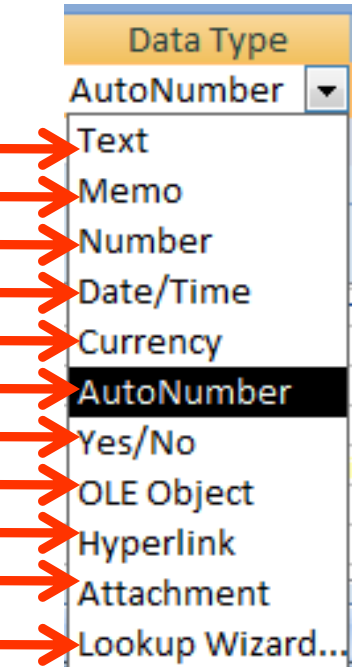 Data Type
AutoNumber
Text
Memo
Number
Date/Time
Currency
AutoNumber
Yes/No
OLE Object
Hyperlink
Attachment
Lookup Wizard...